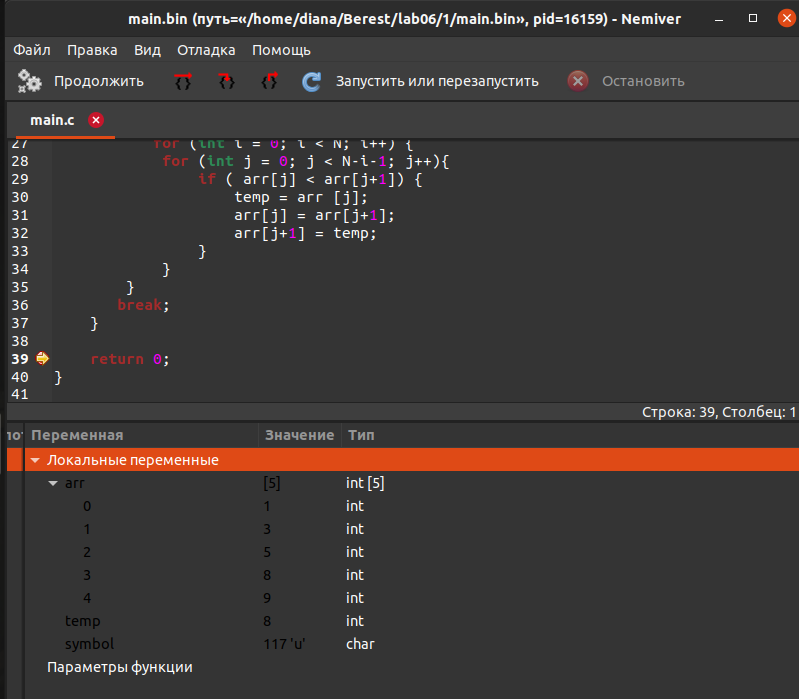 main.bin (путь=«/home/diana/Berest/lab06/1/main.bin», pid=16159) - Nemiver
Файл Правка Вид Отладка Помощь
Продолжить Запустить или перезапустить Остановить
main.c
27 for (int i = 0; i < N; i++) {
28 for (int j = 0; j < N-i-1; j++){
29 if ( arr[j] < arr[j+1]) {
30 temp = arr [j];
31 arr[j] = arr[j+1];
32 arr[j+1] = temp;
33 }
34 }
35 }
36 break;
37 }
38
39 return 0;
40 }
41
Строка: 39, Столбец: 1
Переменная Значение Тип
Локальные переменные
arr [5] int [5]
0 1 int
1 3 int
2 5 int
3 8 int
4 9 int
temp 8 int
symbol 117 'u' char
Параметры функции